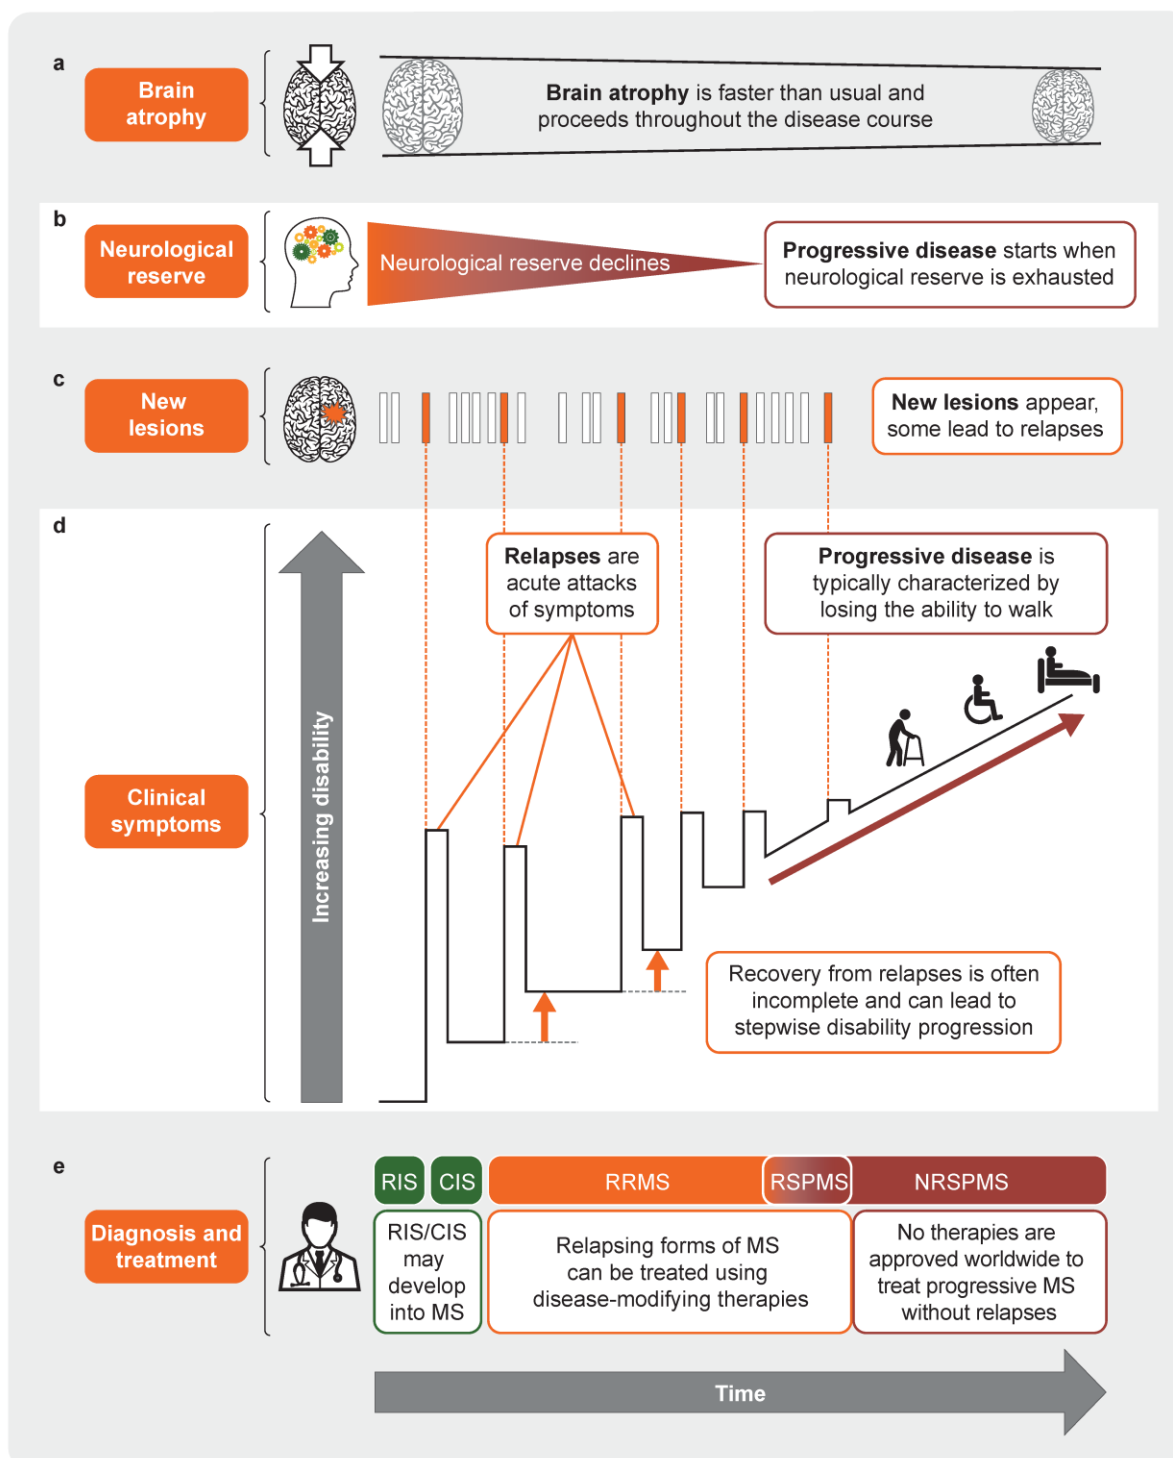 a
Brain
atrophy
Brain atrophy is faster than usual and
proceeds throughout the disease course
b
Neurological
reserve
Neurological reserve declines
Progressive disease starts when
neurological reserve is exhausted
c
New
lesions
New lesions appear,
some lead to relapses
d
Clinical
symptoms
Increasing disability
Relapses are
acute attacks
of symptoms
Progressive disease is
typically characterized by
losing the ability to walk
Recovery from relapses is often
incomplete and can lead to
stepwise disability progression
e
Diagnosis and
treatment
RIS
CIS
RRMS
RSPMS
NRSPMS
RIS/CIS
may
develop
into MS
Relapsing forms of MS
can be treated using
disease-modifying therapies
No therapies are
approved worldwide to
treat progressive MS
without relapses
Time